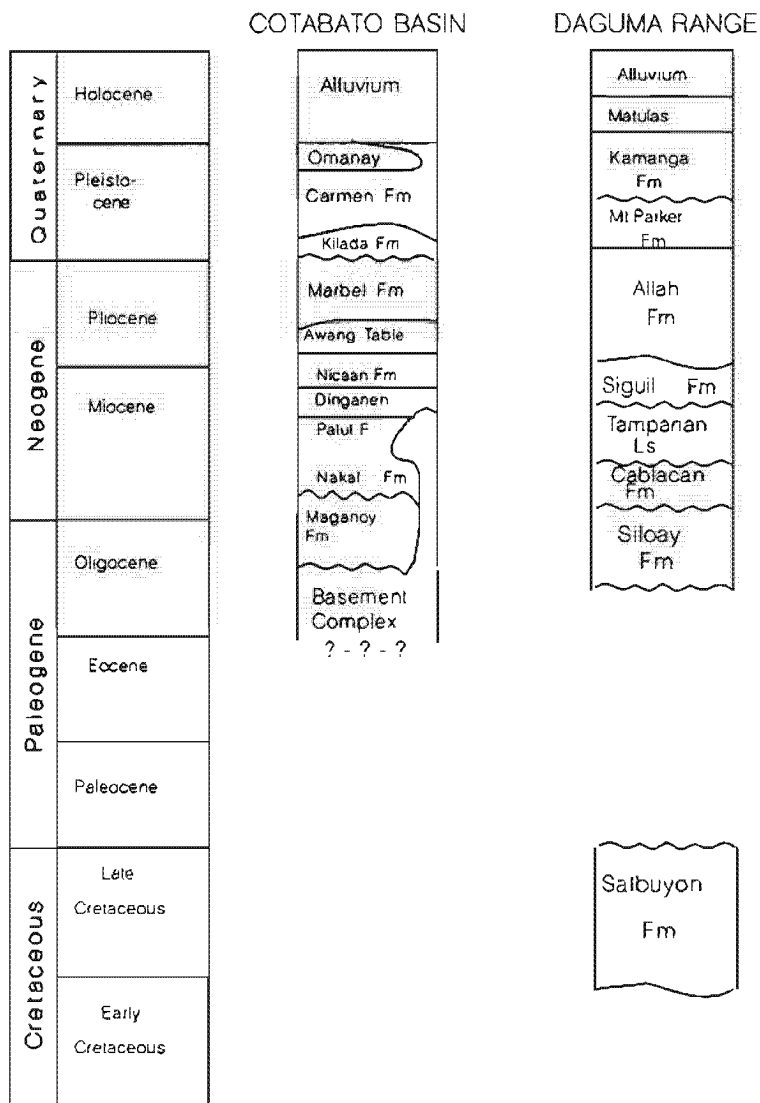 COTABATO BASIN
DAGUMA RANGE
Quaternary
Holocene
Pleisto-
cene
Neogene
Pliocene
Miocene
Paleogene
Oligocene
Eocene
Paleocene
Cretaceous
Late
Cretaceous
Early
Cretaceous
Alluvium
Omanay
Carmen Fm
Kilada Fm
Marbel Fm
Awang Table
Nicaan Fm
Dinganen
Patut F
Nakal Fm
Maganoy
Fm
Basement
Complex
? - ? - ?
Alluvium
Matulas
Kamanga
Fm
Mt Parker
Fm
Allah
Fm
Siguil Fm
Tampanan
Ls
Cablacan
Fm
Siloay
Fm
Salbuyon
Fm